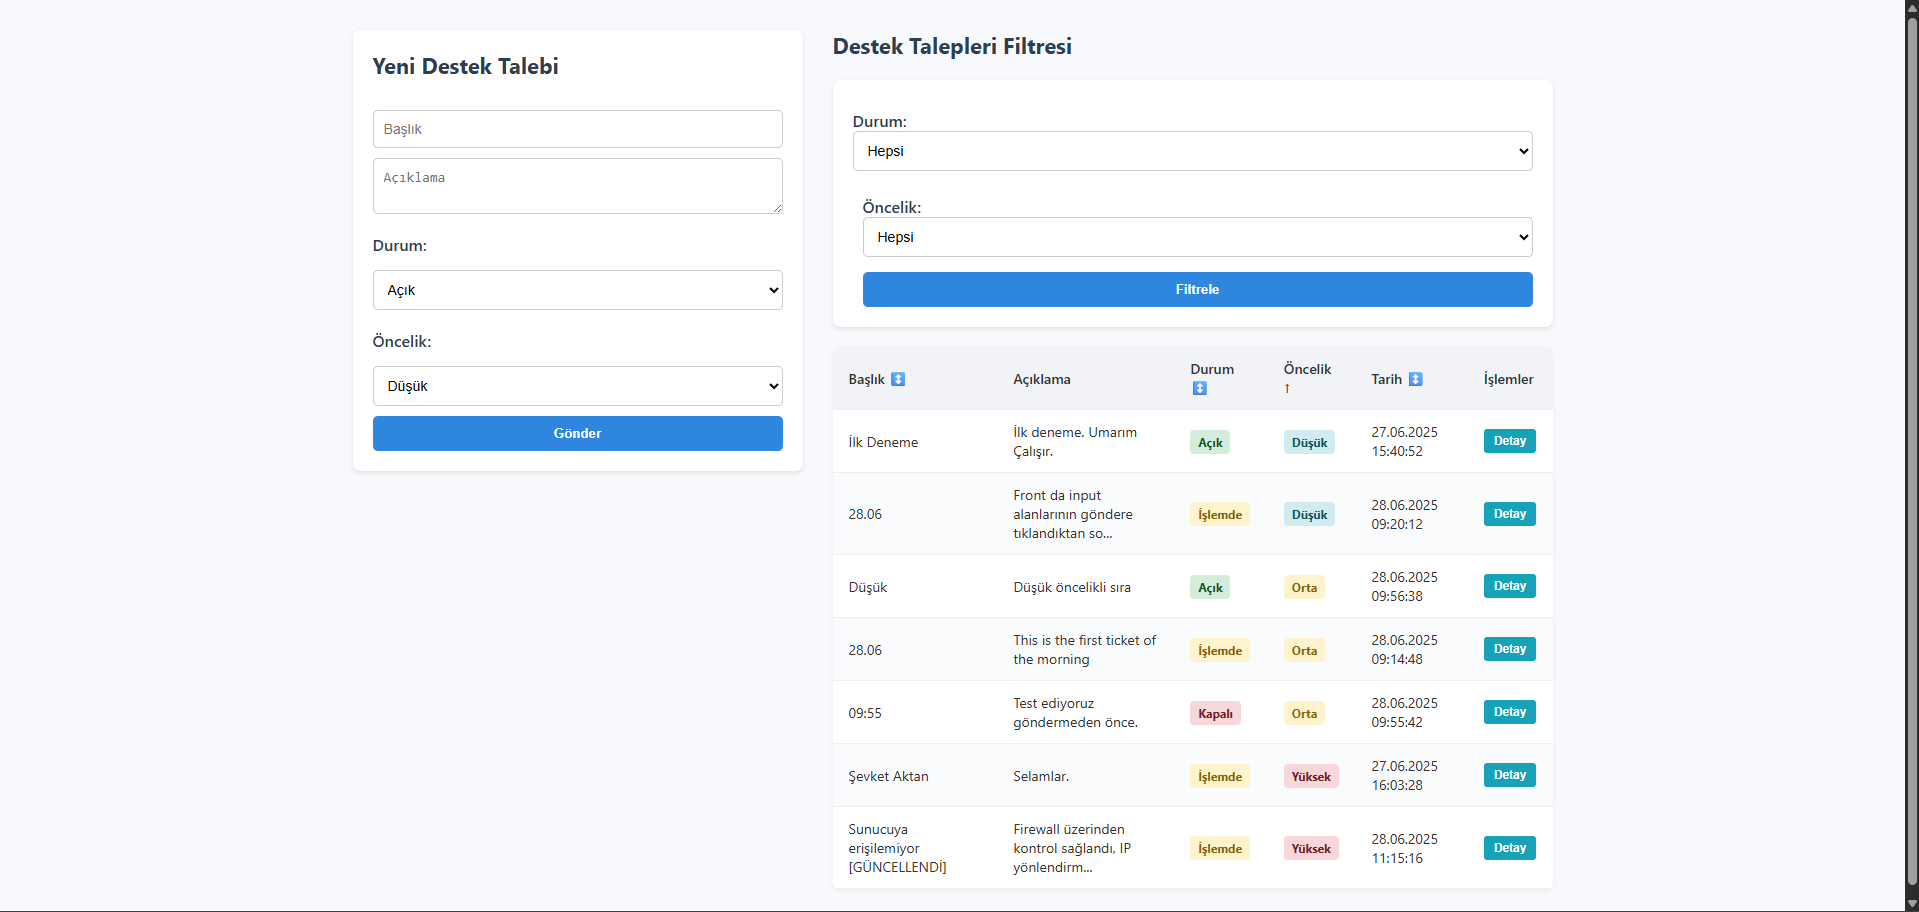 Yeni Destek Talebi
Başlık
Açıklama
Durum:
Açık
Öncelik:
Düşük
Gönder
Destek Talepleri Filtresi
Durum:
Hepsi
Öncelik:
Hepsi
Filtrele
Başlık ↕️ Açıklama Durum ↕️ Öncelik ↑ Tarih ↕️ İşlemler
İlk Deneme
İlk deneme. Umarım
Çalışır.
Açık
Düşük
27.06.2025
15:40:52
Detay
28.06
Front da input
alanlarının göndere
tıklandıktan so...
İşlemde
Düşük
28.06.2025
09:20:12
Detay
Düşük
Düşük öncelikli sıra
Açık
Orta
28.06.2025
09:56:38
Detay
28.06
This is the first ticket of
the morning
İşlemde
Orta
28.06.2025
09:14:48
Detay
09:55
Test ediyoruz
göndermeden önce.
Kapalı
Orta
28.06.2025
09:55:42
Detay
Şevket Aktan
Selamlar.
İşlemde
Yüksek
27.06.2025
16:03:28
Detay
Sunucuya
erişilemiyor
[GÜNCELLENDİ]
Firewall üzerinden
kontrol sağlandı, IP
yönlendirm...
İşlemde
Yüksek
28.06.2025
11:15:16
Detay